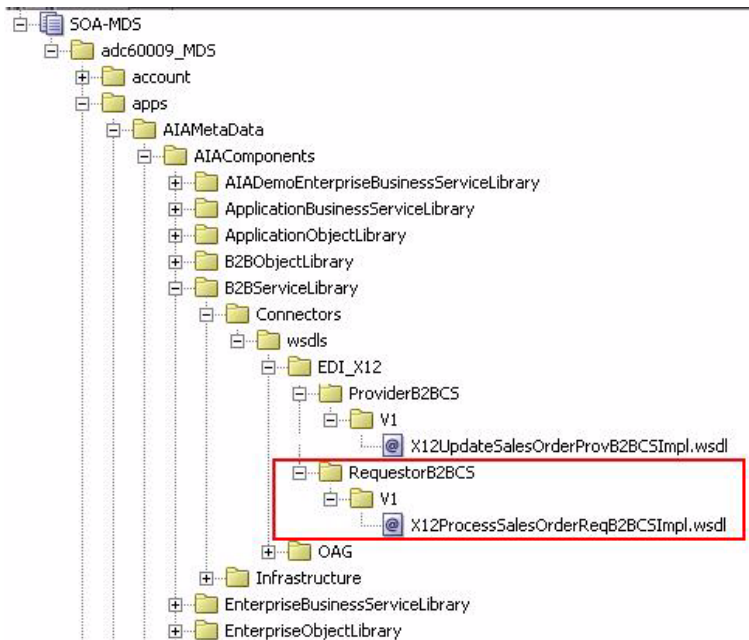 SOA-MDS
adc60009_MDS
account
apps
AIAMetaData
AIAComponents
AIADemoEnterpriseBusinessServiceLibrary
ApplicationBusinessServiceLibrary
ApplicationObjectLibrary
B2BObjectLibrary
B2BServiceLibrary
Connectors
wsdls
EDI_X12
ProviderB2BCS
V1
X12UpdateSalesOrderProvB2BCSImpl.wsdl
RequestorB2BCS
V1
X12ProcessSalesOrderReqB2BCSImpl.wsdl
OAG
Infrastructure
EnterpriseBusinessServiceLibrary
EnterpriseObjectLibrary